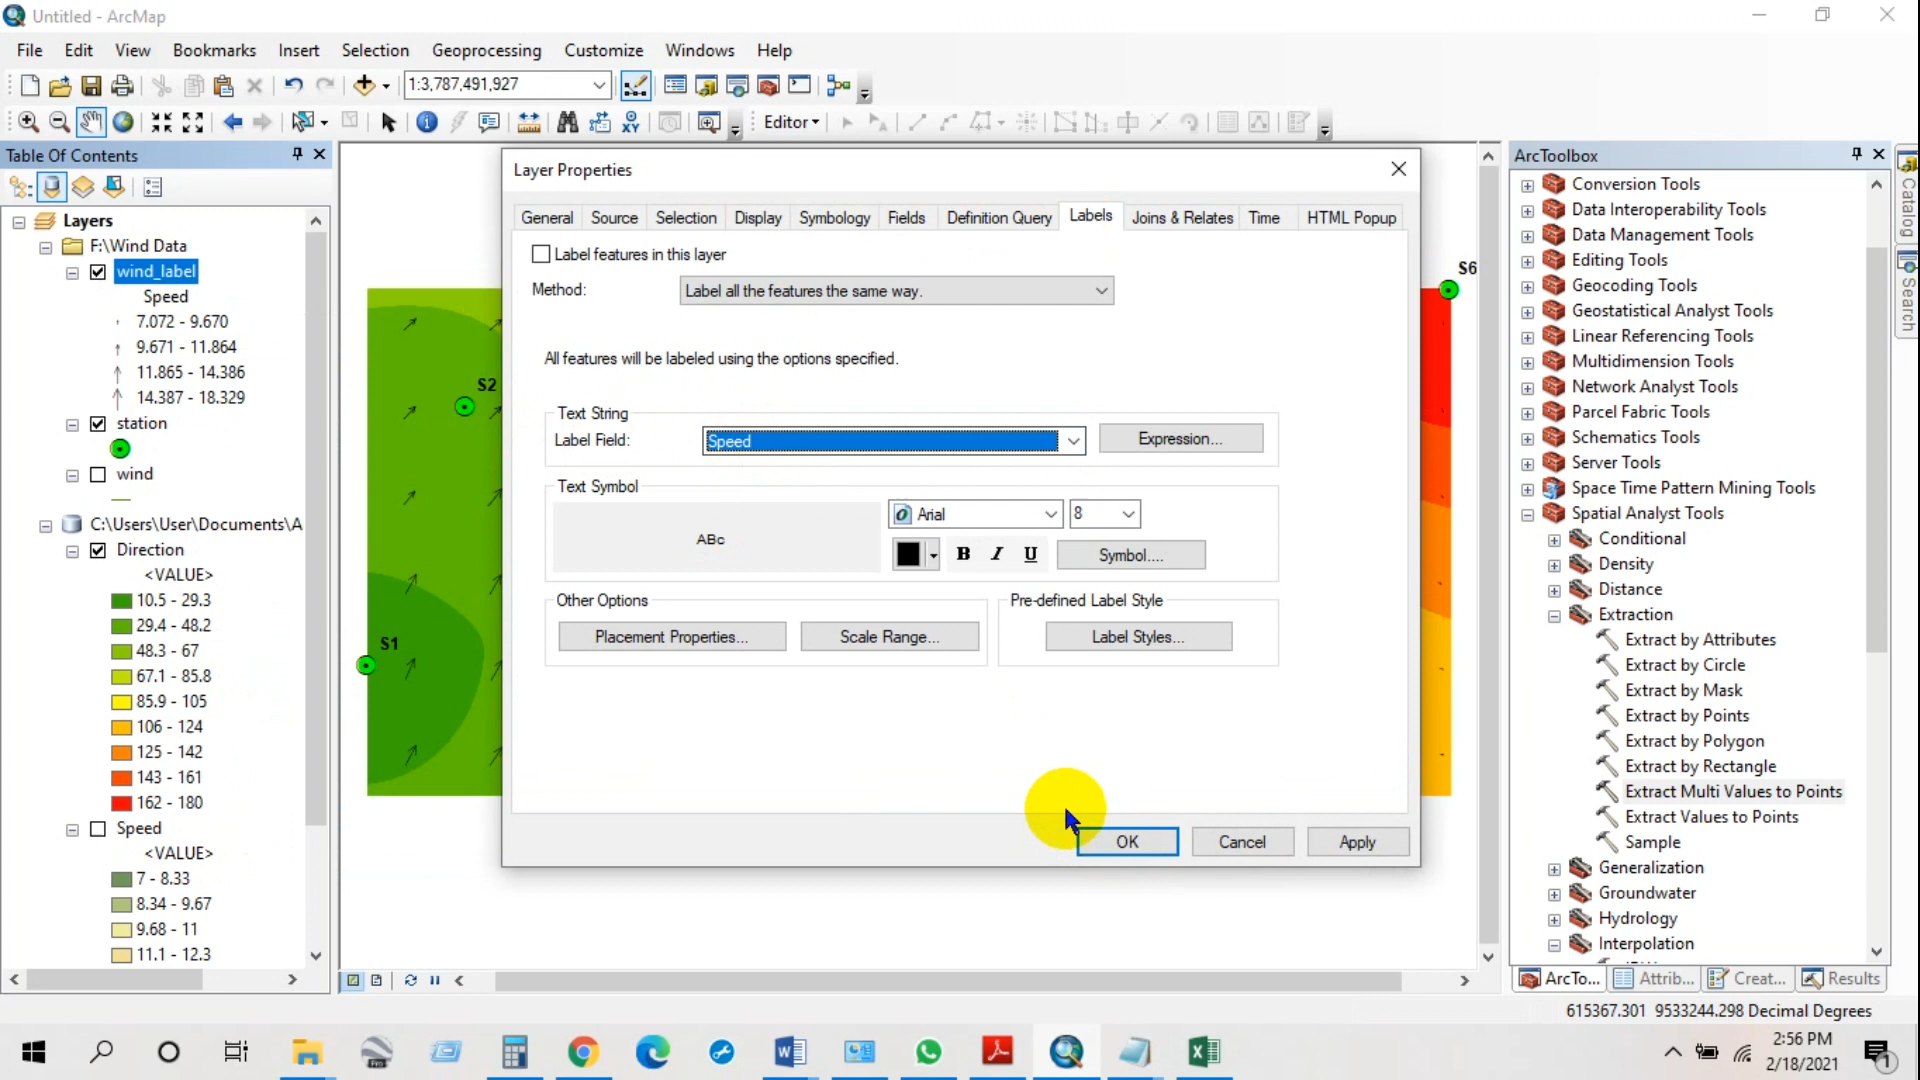 Untitled - ArcMap
File Edit View Bookmarks Insert Selection Geoprocessing Customize Windows Help
1:3,787,491,927
Editor
Table Of Contents
Layers
F:\Wind Data
wind_label
Speed
7.072 - 9.670
9.671 - 11.864
11.865 - 14.386
14.387 - 18.329
station
wind
C:\Users\User\Documents\A
Direction
<VALUE>
10.5 - 29.3
29.4 - 48.2
48.3 - 67
67.1 - 85.8
85.9 - 105
106 - 124
125 - 142
143 - 161
162 - 180
Speed
<VALUE>
7 - 8.33
8.34 - 9.67
9.68 - 11
11.1 - 12.3
S2
S1
S6
Layer Properties
General Source Selection Display Symbology Fields Definition Query Labels Joins & Relates Time HTML Popup
Label features in this layer
Method: Label all the features the same way.
All features will be labeled using the options specified.
Text String
Label Field: Speed Expression...
Text Symbol
ABc
Arial 8
B I U Symbol....
Other Options
Placement Properties... Scale Range...
Pre-defined Label Style
Label Styles...
OK Cancel Apply
ArcToolbox
Conversion Tools
Data Interoperability Tools
Data Management Tools
Editing Tools
Geocoding Tools
Geostatistical Analyst Tools
Linear Referencing Tools
Multidimension Tools
Network Analyst Tools
Parcel Fabric Tools
Schematics Tools
Server Tools
Space Time Pattern Mining Tools
Spatial Analyst Tools
Conditional
Density
Distance
Extraction
Extract by Attributes
Extract by Circle
Extract by Mask
Extract by Points
Extract by Polygon
Extract by Rectangle
Extract Multi Values to Points
Extract Values to Points
Sample
Generalization
Groundwater
Hydrology
Interpolation
ArcTo... Attrib... Creat... Results
Catalog
Search
615367.301 9533244.298 Decimal Degrees
2:56 PM
2/18/2021
1